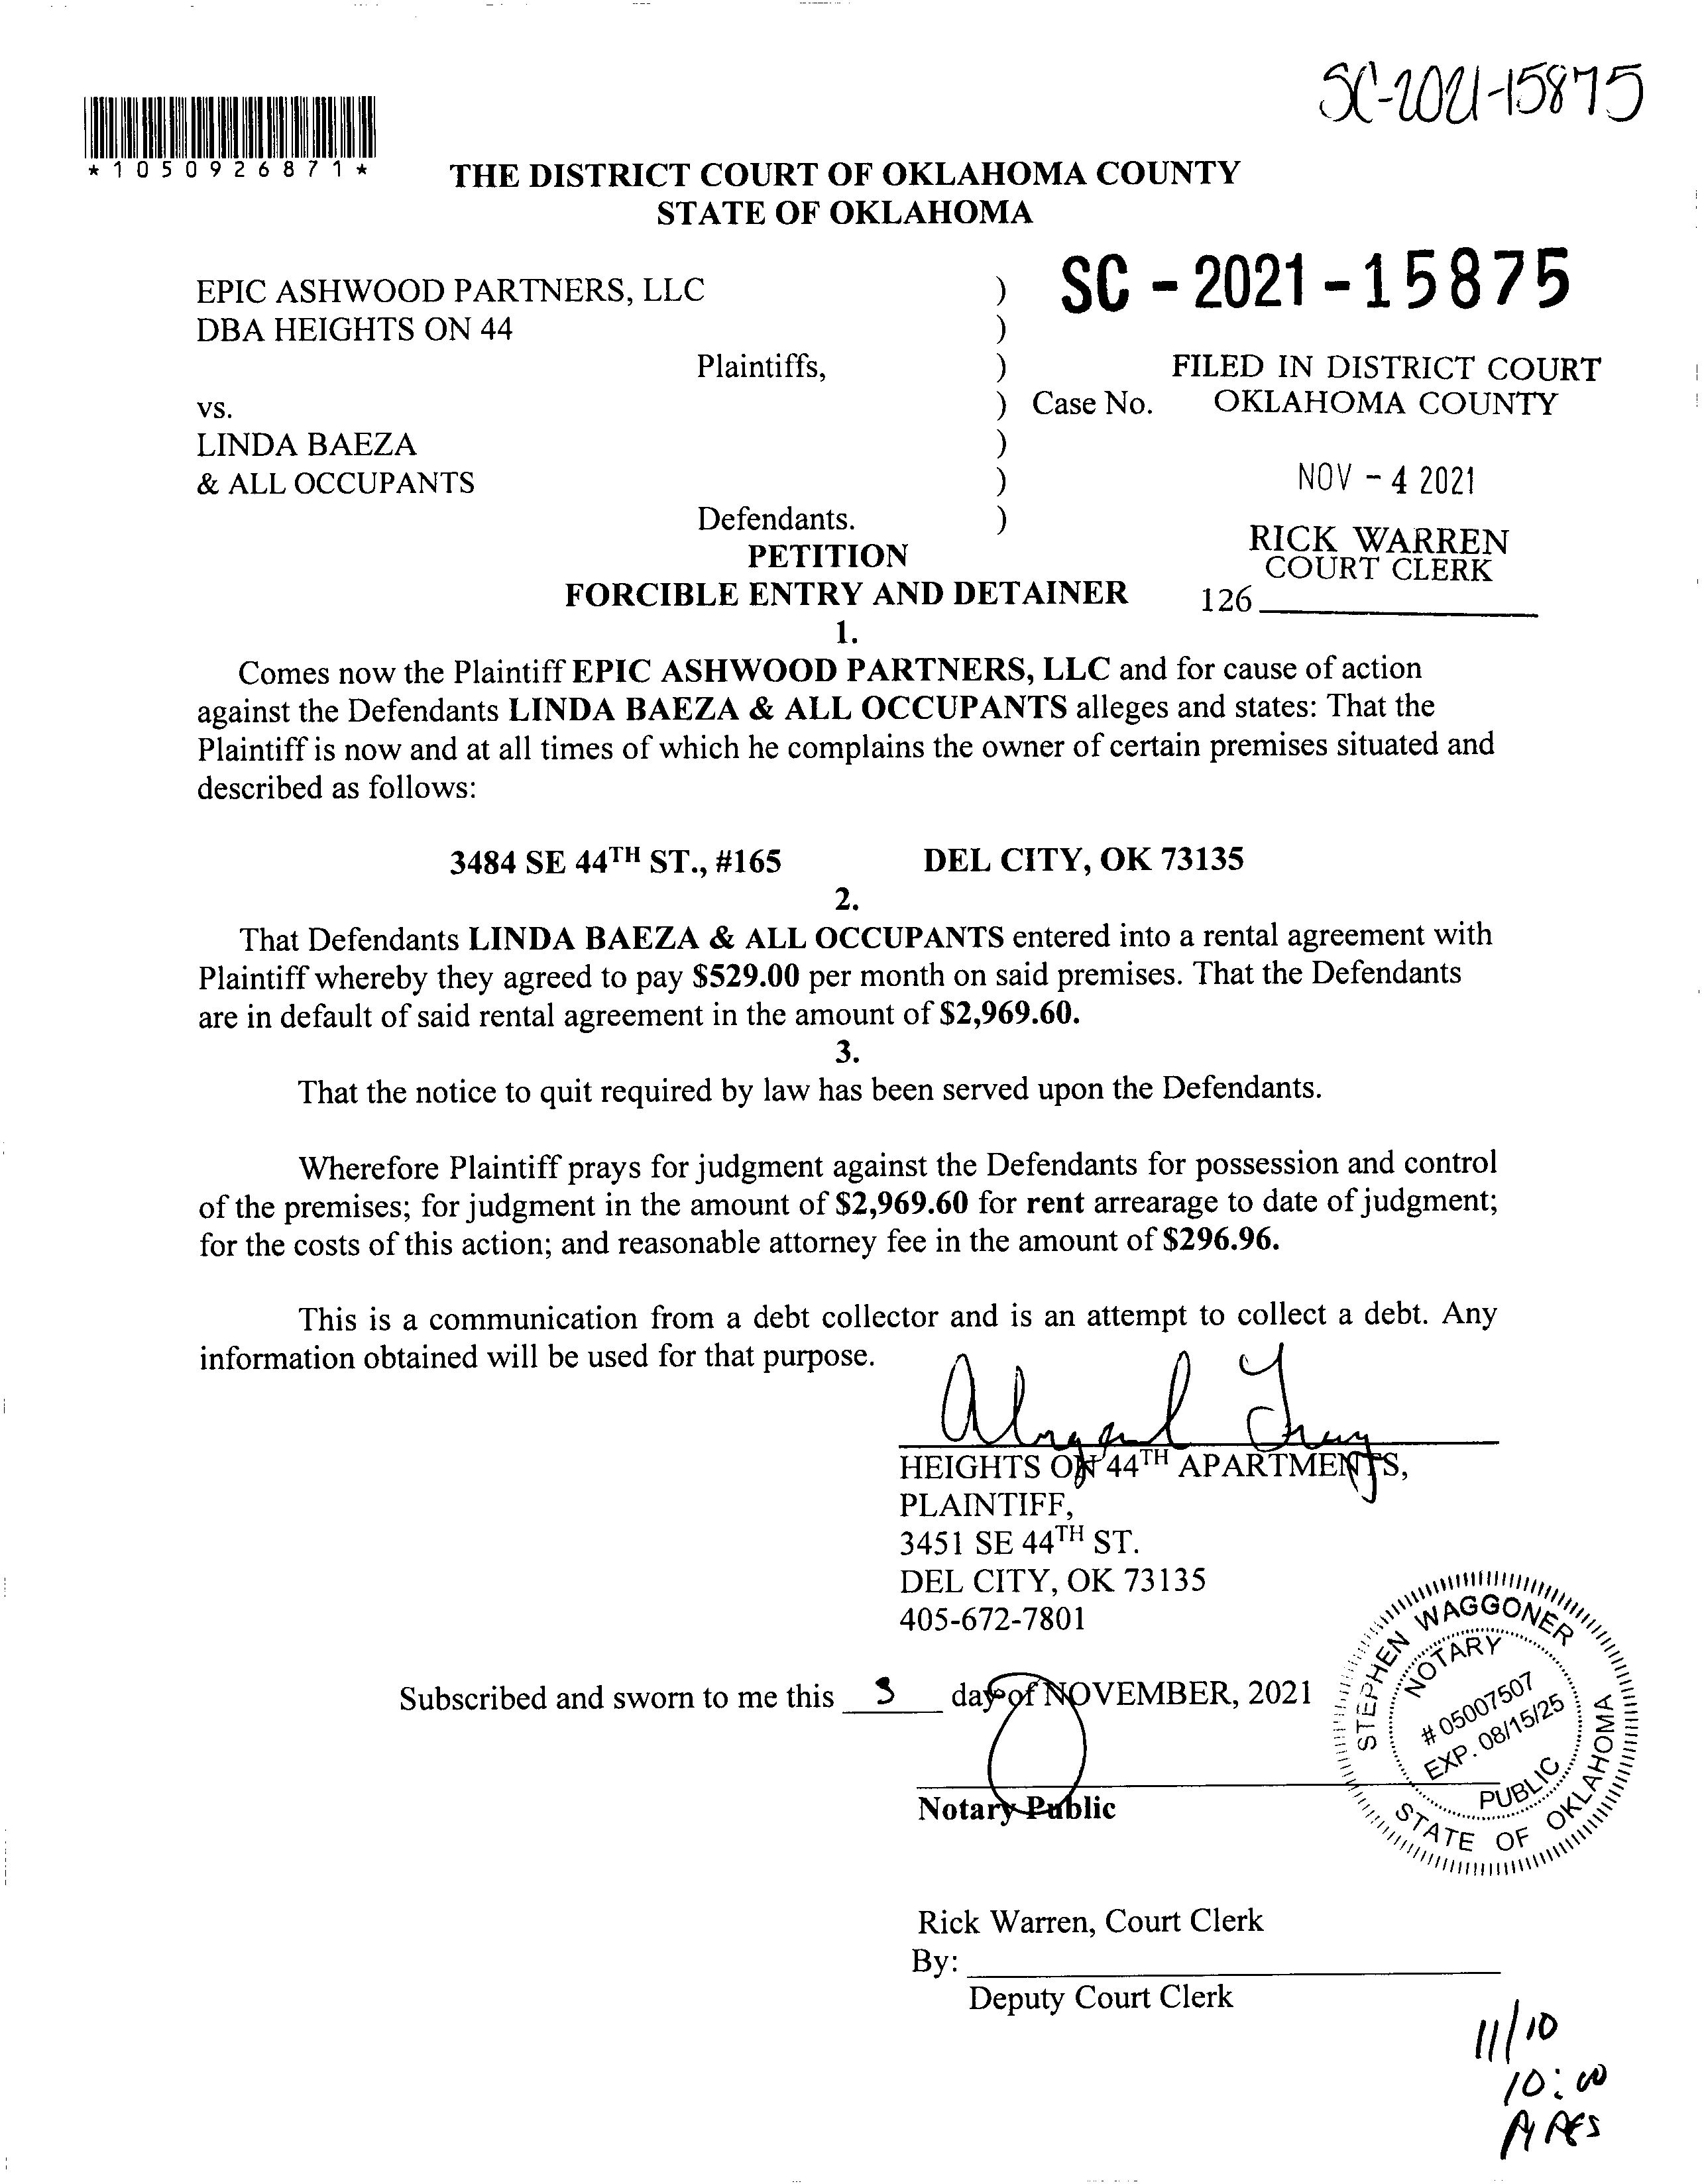 SC-2021-15875
*1050926871*
THE DISTRICT COURT OF OKLAHOMA COUNTY
STATE OF OKLAHOMA
EPIC ASHWOOD PARTNERS, LLC ) SC - 2021 - 15875
DBA HEIGHTS ON 44 )
Plaintiffs, ) FILED IN DISTRICT COURT
vs. ) Case No. OKLAHOMA COUNTY
LINDA BAEZA )
& ALL OCCUPANTS ) NOV - 4 2021
Defendants. )
RICK WARREN
PETITION
COURT CLERK
FORCIBLE ENTRY AND DETAINER
126
1.
Comes now the Plaintiff EPIC ASHWOOD PARTNERS, LLC and for cause of action
against the Defendants LINDA BAEZA & ALL OCCUPANTS alleges and states: That the
Plaintiff is now and at all times of which he complains the owner of certain premises situated and
described as follows:
3484 SE 44TH ST., #165 DEL CITY, OK 73135
2.
That Defendants LINDA BAEZA & ALL OCCUPANTS entered into a rental agreement with
Plaintiff whereby they agreed to pay $529.00 per month on said premises. That the Defendants
are in default of said rental agreement in the amount of $2,969.60.
3.
That the notice to quit required by law has been served upon the Defendants.
Wherefore Plaintiff prays for judgment against the Defendants for possession and control
of the premises; for judgment in the amount of $2,969.60 for rent arrearage to date of judgment;
for the costs of this action; and reasonable attorney fee in the amount of $296.96.
This is a communication from a debt collector and is an attempt to collect a debt. Any
information obtained will be used for that purpose.
HEIGHTS ON 44TH APARTMENTS,
PLAINTIFF,
3451 SE 44TH ST.
DEL CITY, OK 73135
405-672-7801
Subscribed and sworn to me this 3 day of NOVEMBER, 2021
Notary Public
STEPHEN WAGGONER
NOTARY
# 05007507
EXP. 08/15/25
PUBLIC
STATE OF OKLAHOMA
Rick Warren, Court Clerk
By:
Deputy Court Clerk
11/10
10:00